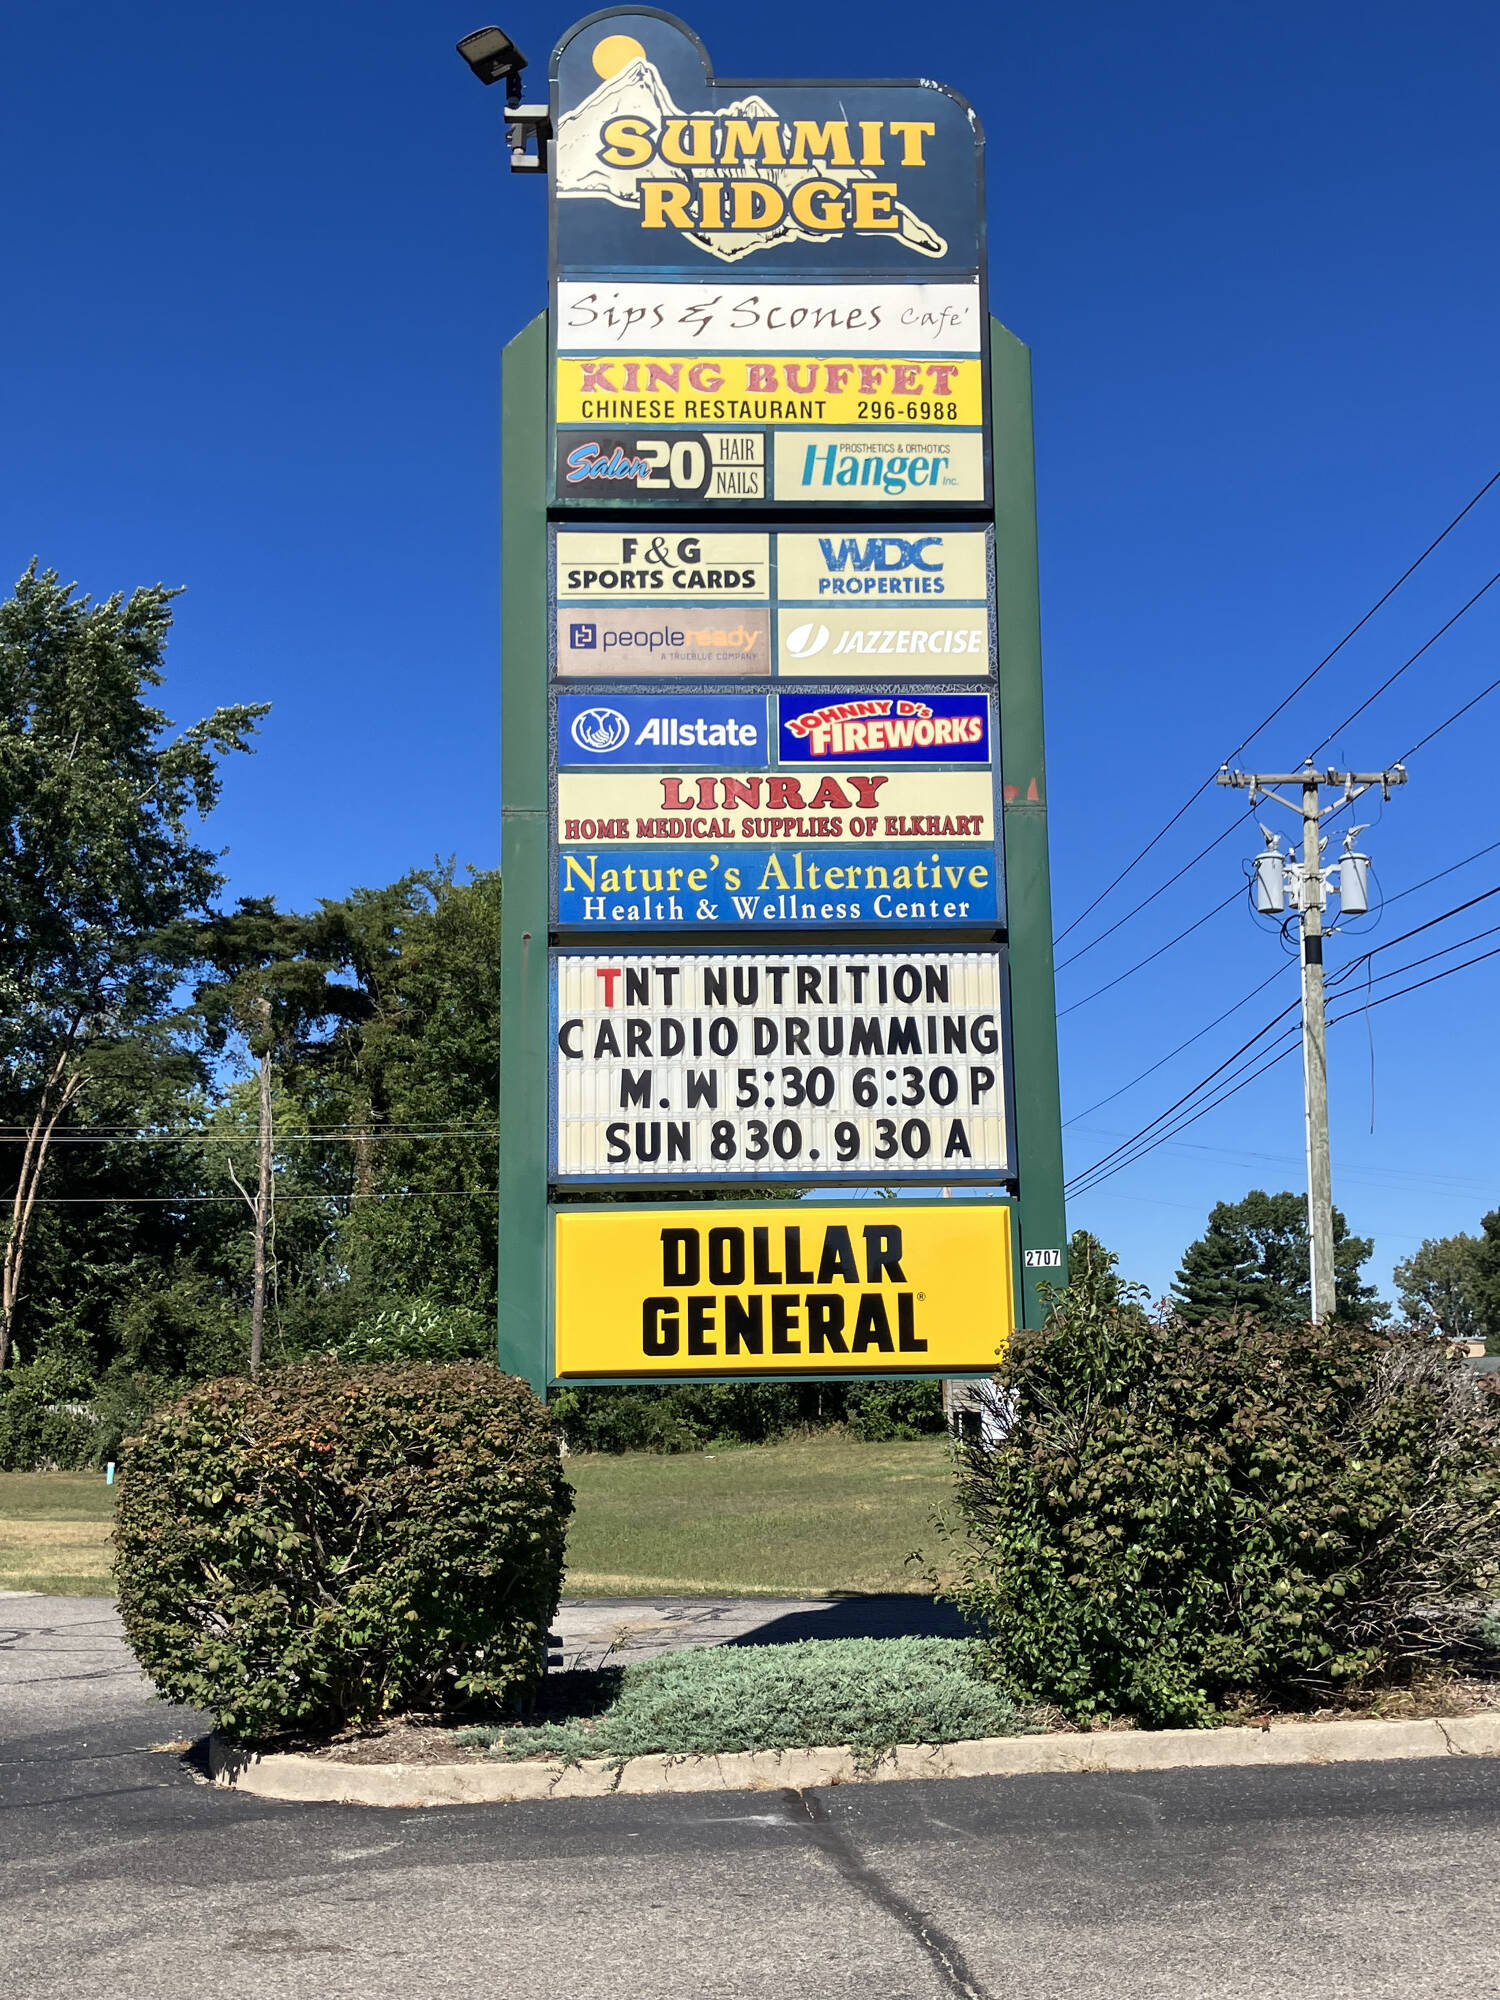 SUMMIT
RIDGE
Sips & Scones Cafe'
KING BUFFET
CHINESE RESTAURANT 296-6988
Salon 20 HAIR
NAILS
PROSTHETICS & ORTHOTICS
Hanger Inc.
F & G
SPORTS CARDS
WDC
PROPERTIES
peopleready
A TRUEBLUE COMPANY
JAZZERCISE
Allstate
JOHNNY D's
FIREWORKS
LINRAY
HOME MEDICAL SUPPLIES OF ELKHART
Nature's Alternative
Health & Wellness Center
TNT NUTRITION
CARDIO DRUMMING
M. W 5:30 6:30 P
SUN 830. 9 30 A
DOLLAR
GENERAL®
2707